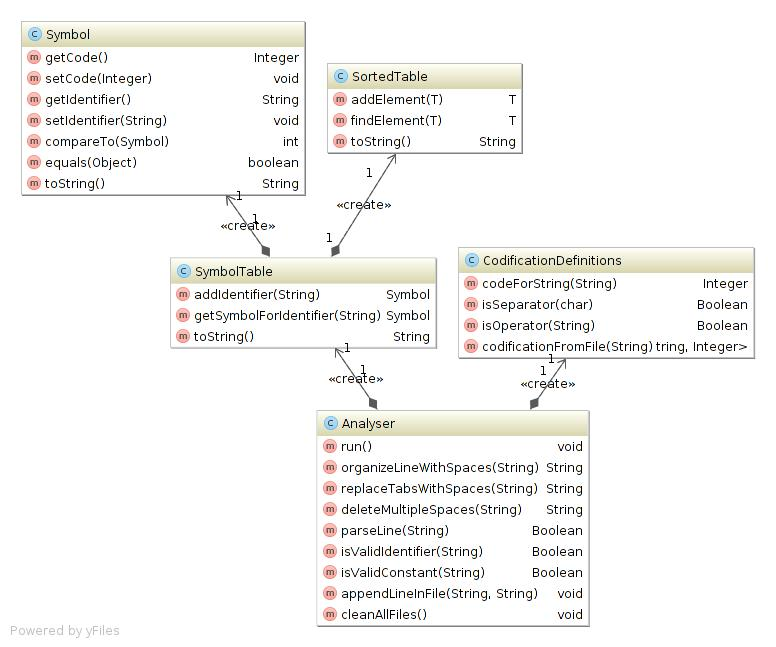 C Symbol
m getCode() Integer
m setCode(Integer) void
m getIdentifier() String
m setIdentifier(String) void
m compareTo(Symbol) int
m equals(Object) boolean
m toString() String
C SortedTable
m addElement(T) T
m findElement(T) T
m toString() String
1
1
«create»
1
«create»
1
C SymbolTable
m addIdentifier(String) Symbol
m getSymbolForIdentifier(String) Symbol
m toString() String
C CodificationDefinitions
m codeForString(String) Integer
m isSeparator(char) Boolean
m isOperator(String) Boolean
m codificationFromFile(String) tring, Integer>
1
1
«create»
1
1
«create»
C Analyser
m run() void
m organizeLineWithSpaces(String) String
m replaceTabsWithSpaces(String) String
m deleteMultipleSpaces(String) String
m parseLine(String) Boolean
m isValidIdentifier(String) Boolean
m isValidConstant(String) Boolean
m appendLineInFile(String, String) void
m cleanAllFiles() void
Powered by yFiles